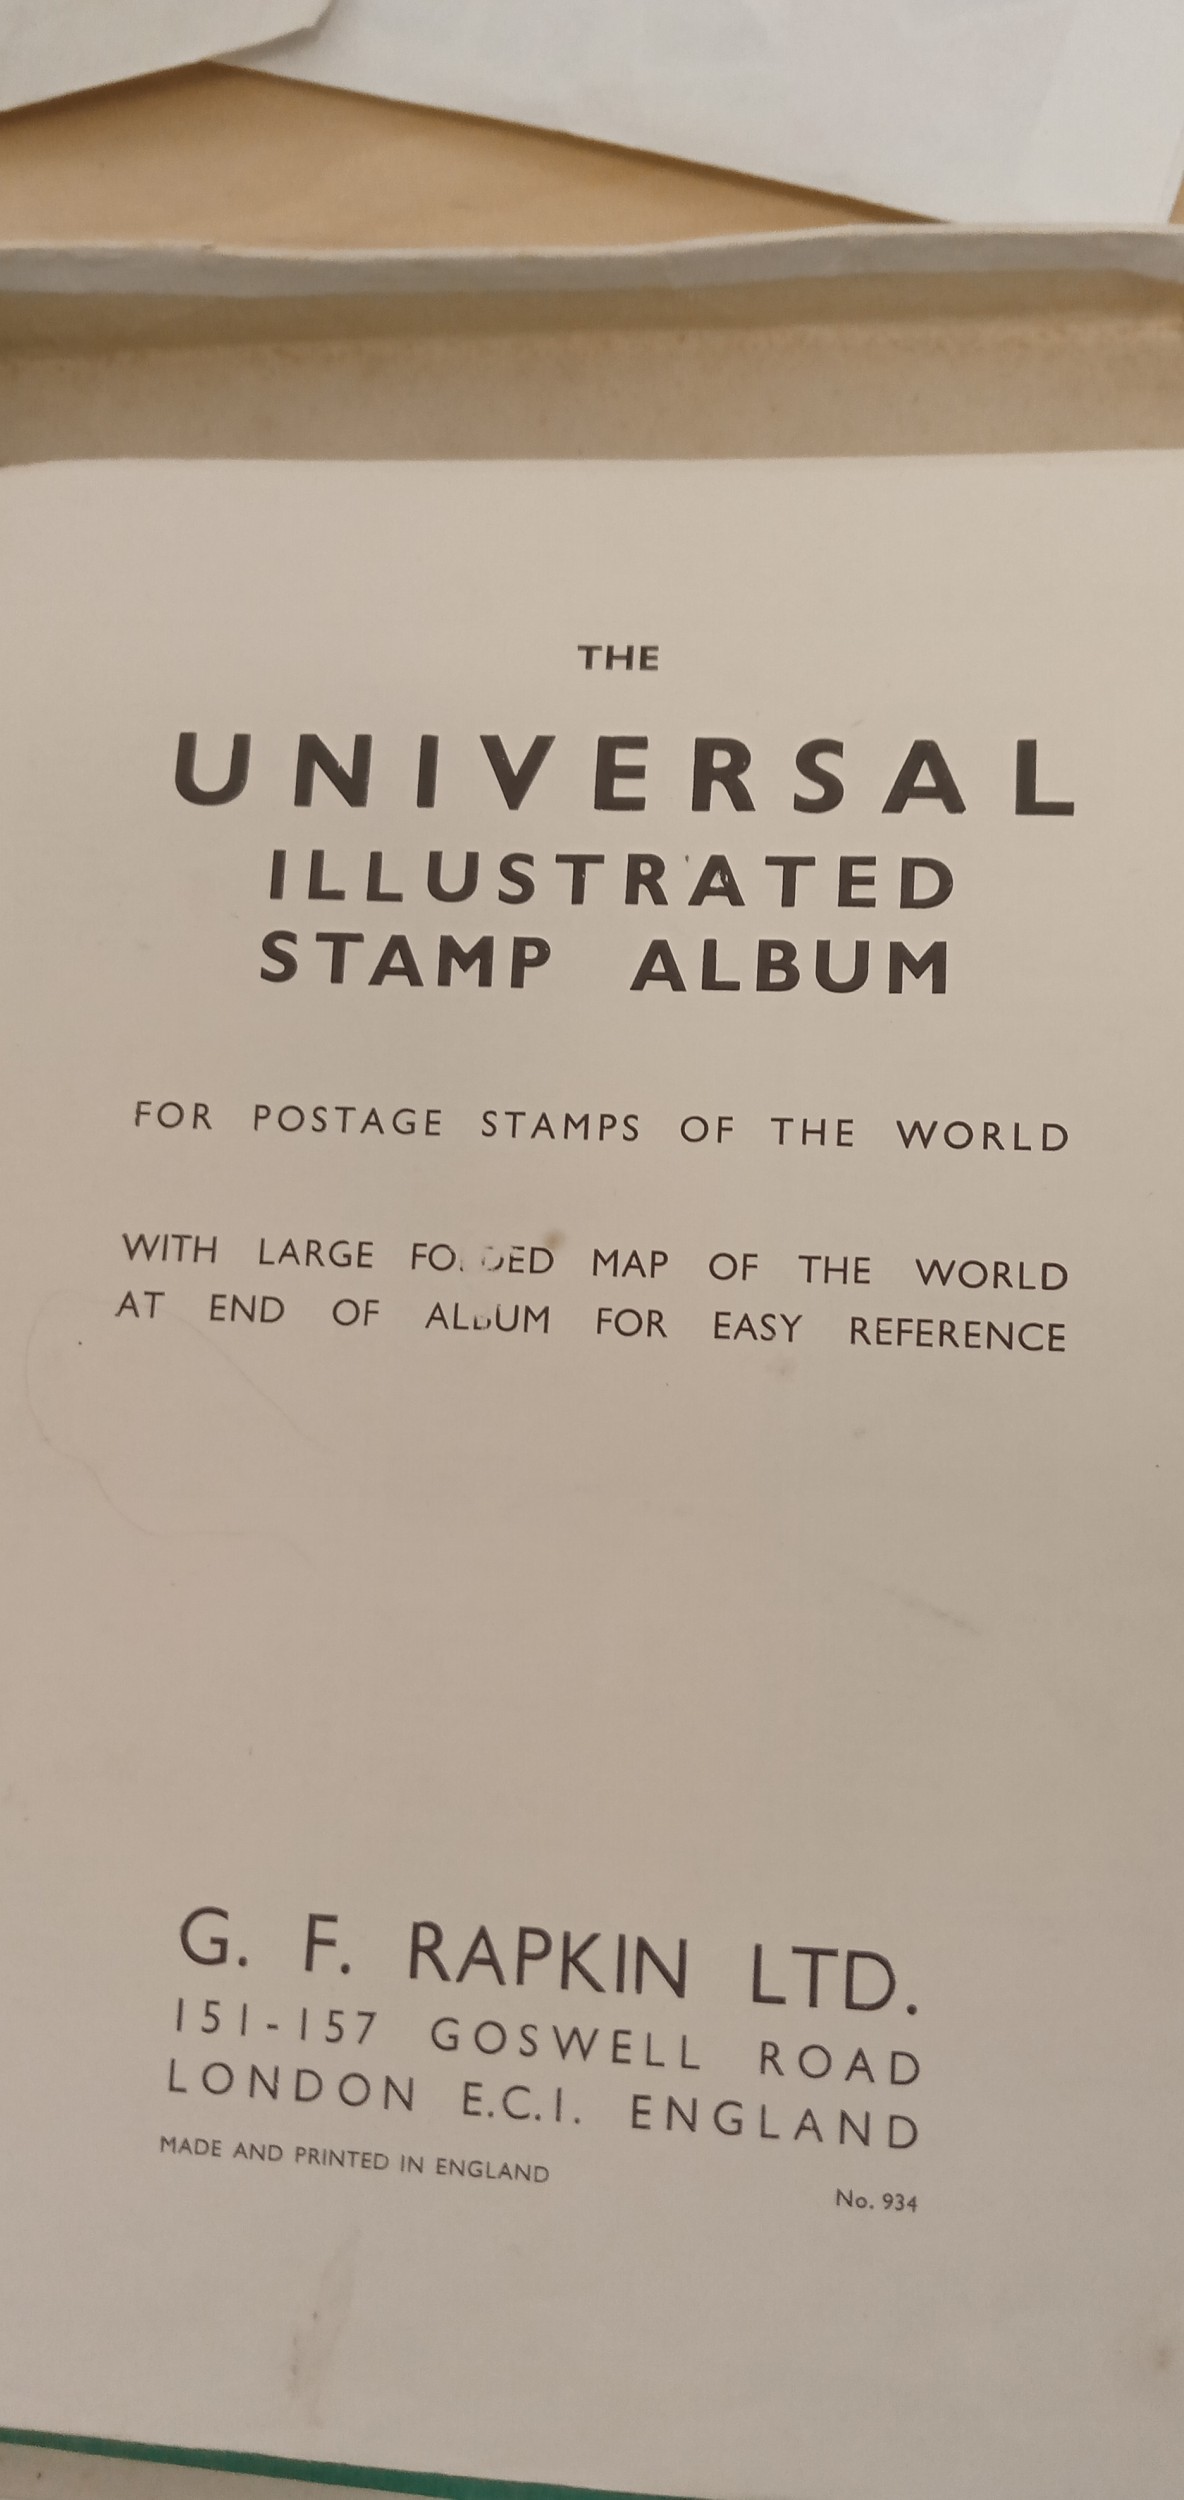 THE
UNIVERSAL
ILLUSTRATED
STAMP ALBUM
FOR POSTAGE STAMPS OF THE WORLD
WITH LARGE FOLDED MAP OF THE WORLD
AT END OF ALBUM FOR EASY REFERENCE
G. F. RAPKIN LTD.
151-157 GOSWELL ROAD
LONDON E.C.1. ENGLAND
MADE AND PRINTED IN ENGLAND
No. 934